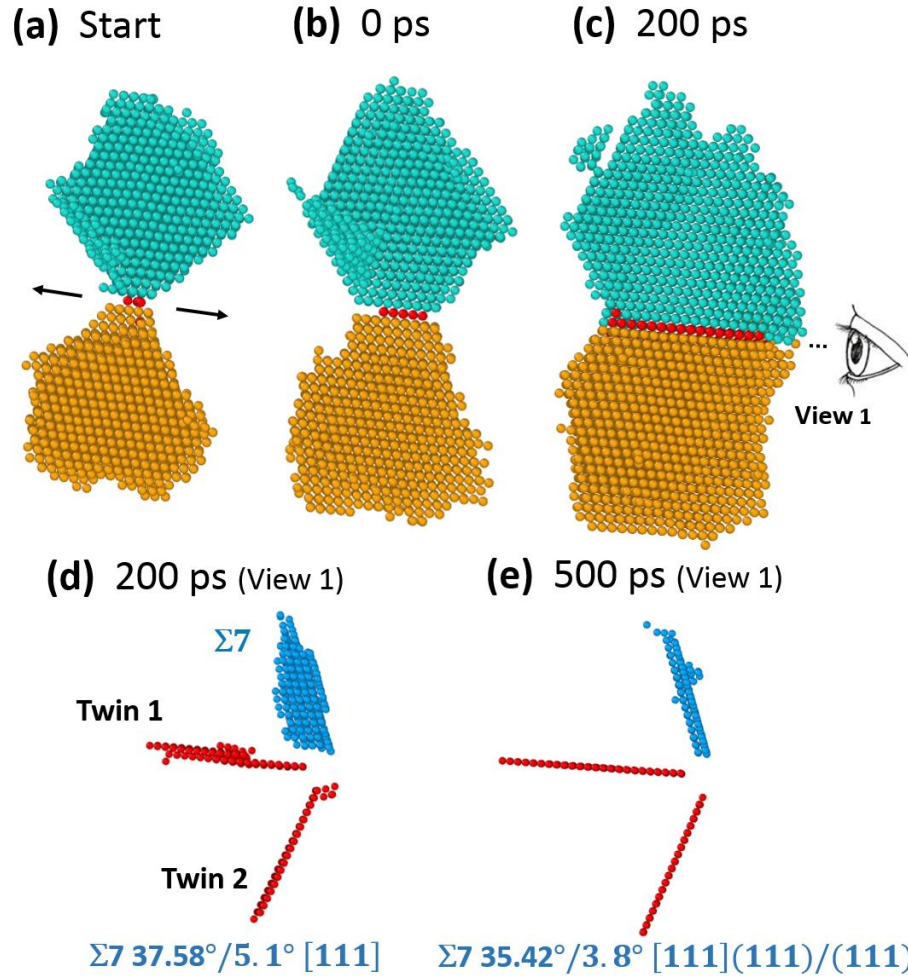 (a) Start
(b) 0 ps
(c) 200 ps
...
View 1
(d) 200 ps (View 1)
(e) 500 ps (View 1)
Σ7
Twin 1
Twin 2
Σ7 37.58°/5.1° [111]
Σ7 35.42°/3.8° [111](111)/(111)